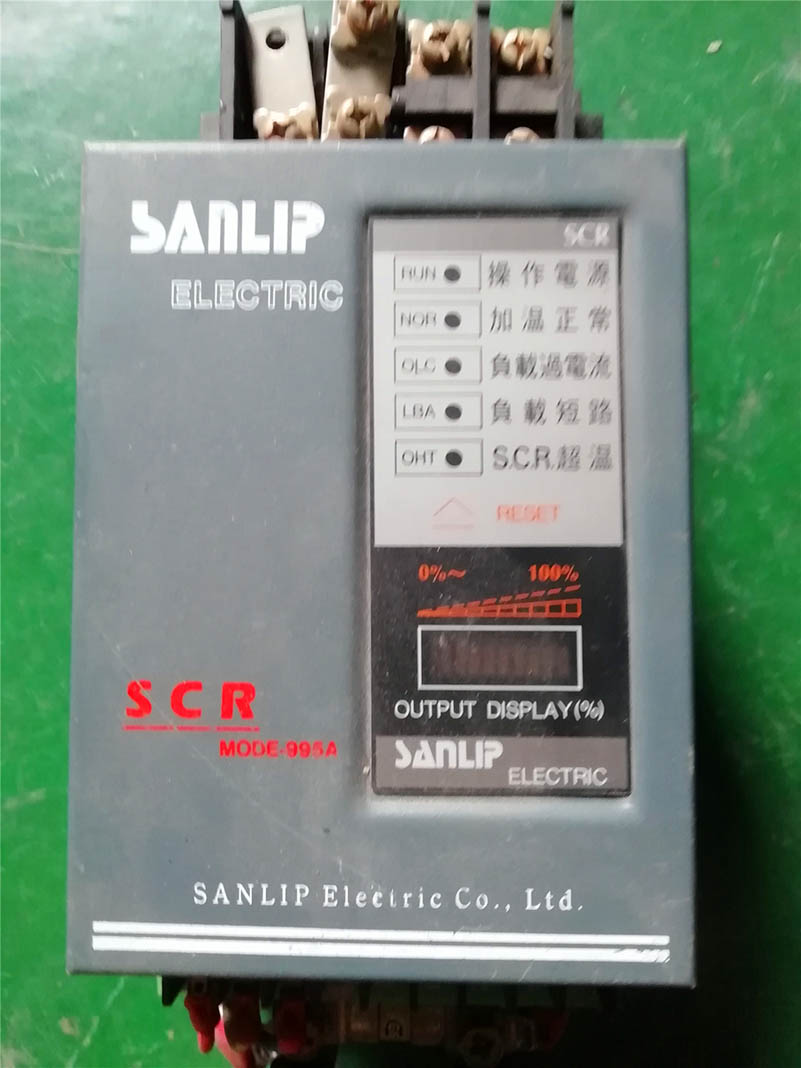 SANLIP
ELECTRIC
SCR
RUN 操作電源
NOR 加温正常
OLC 負載過電流
LBA 負載短路
OHT S.C.R.超温
RESET
0%~ 100%
OUTPUT DISPLAY(%)
SANLIP
ELECTRIC
SCR
MODE-995A
SANLIP Electric Co., Ltd.